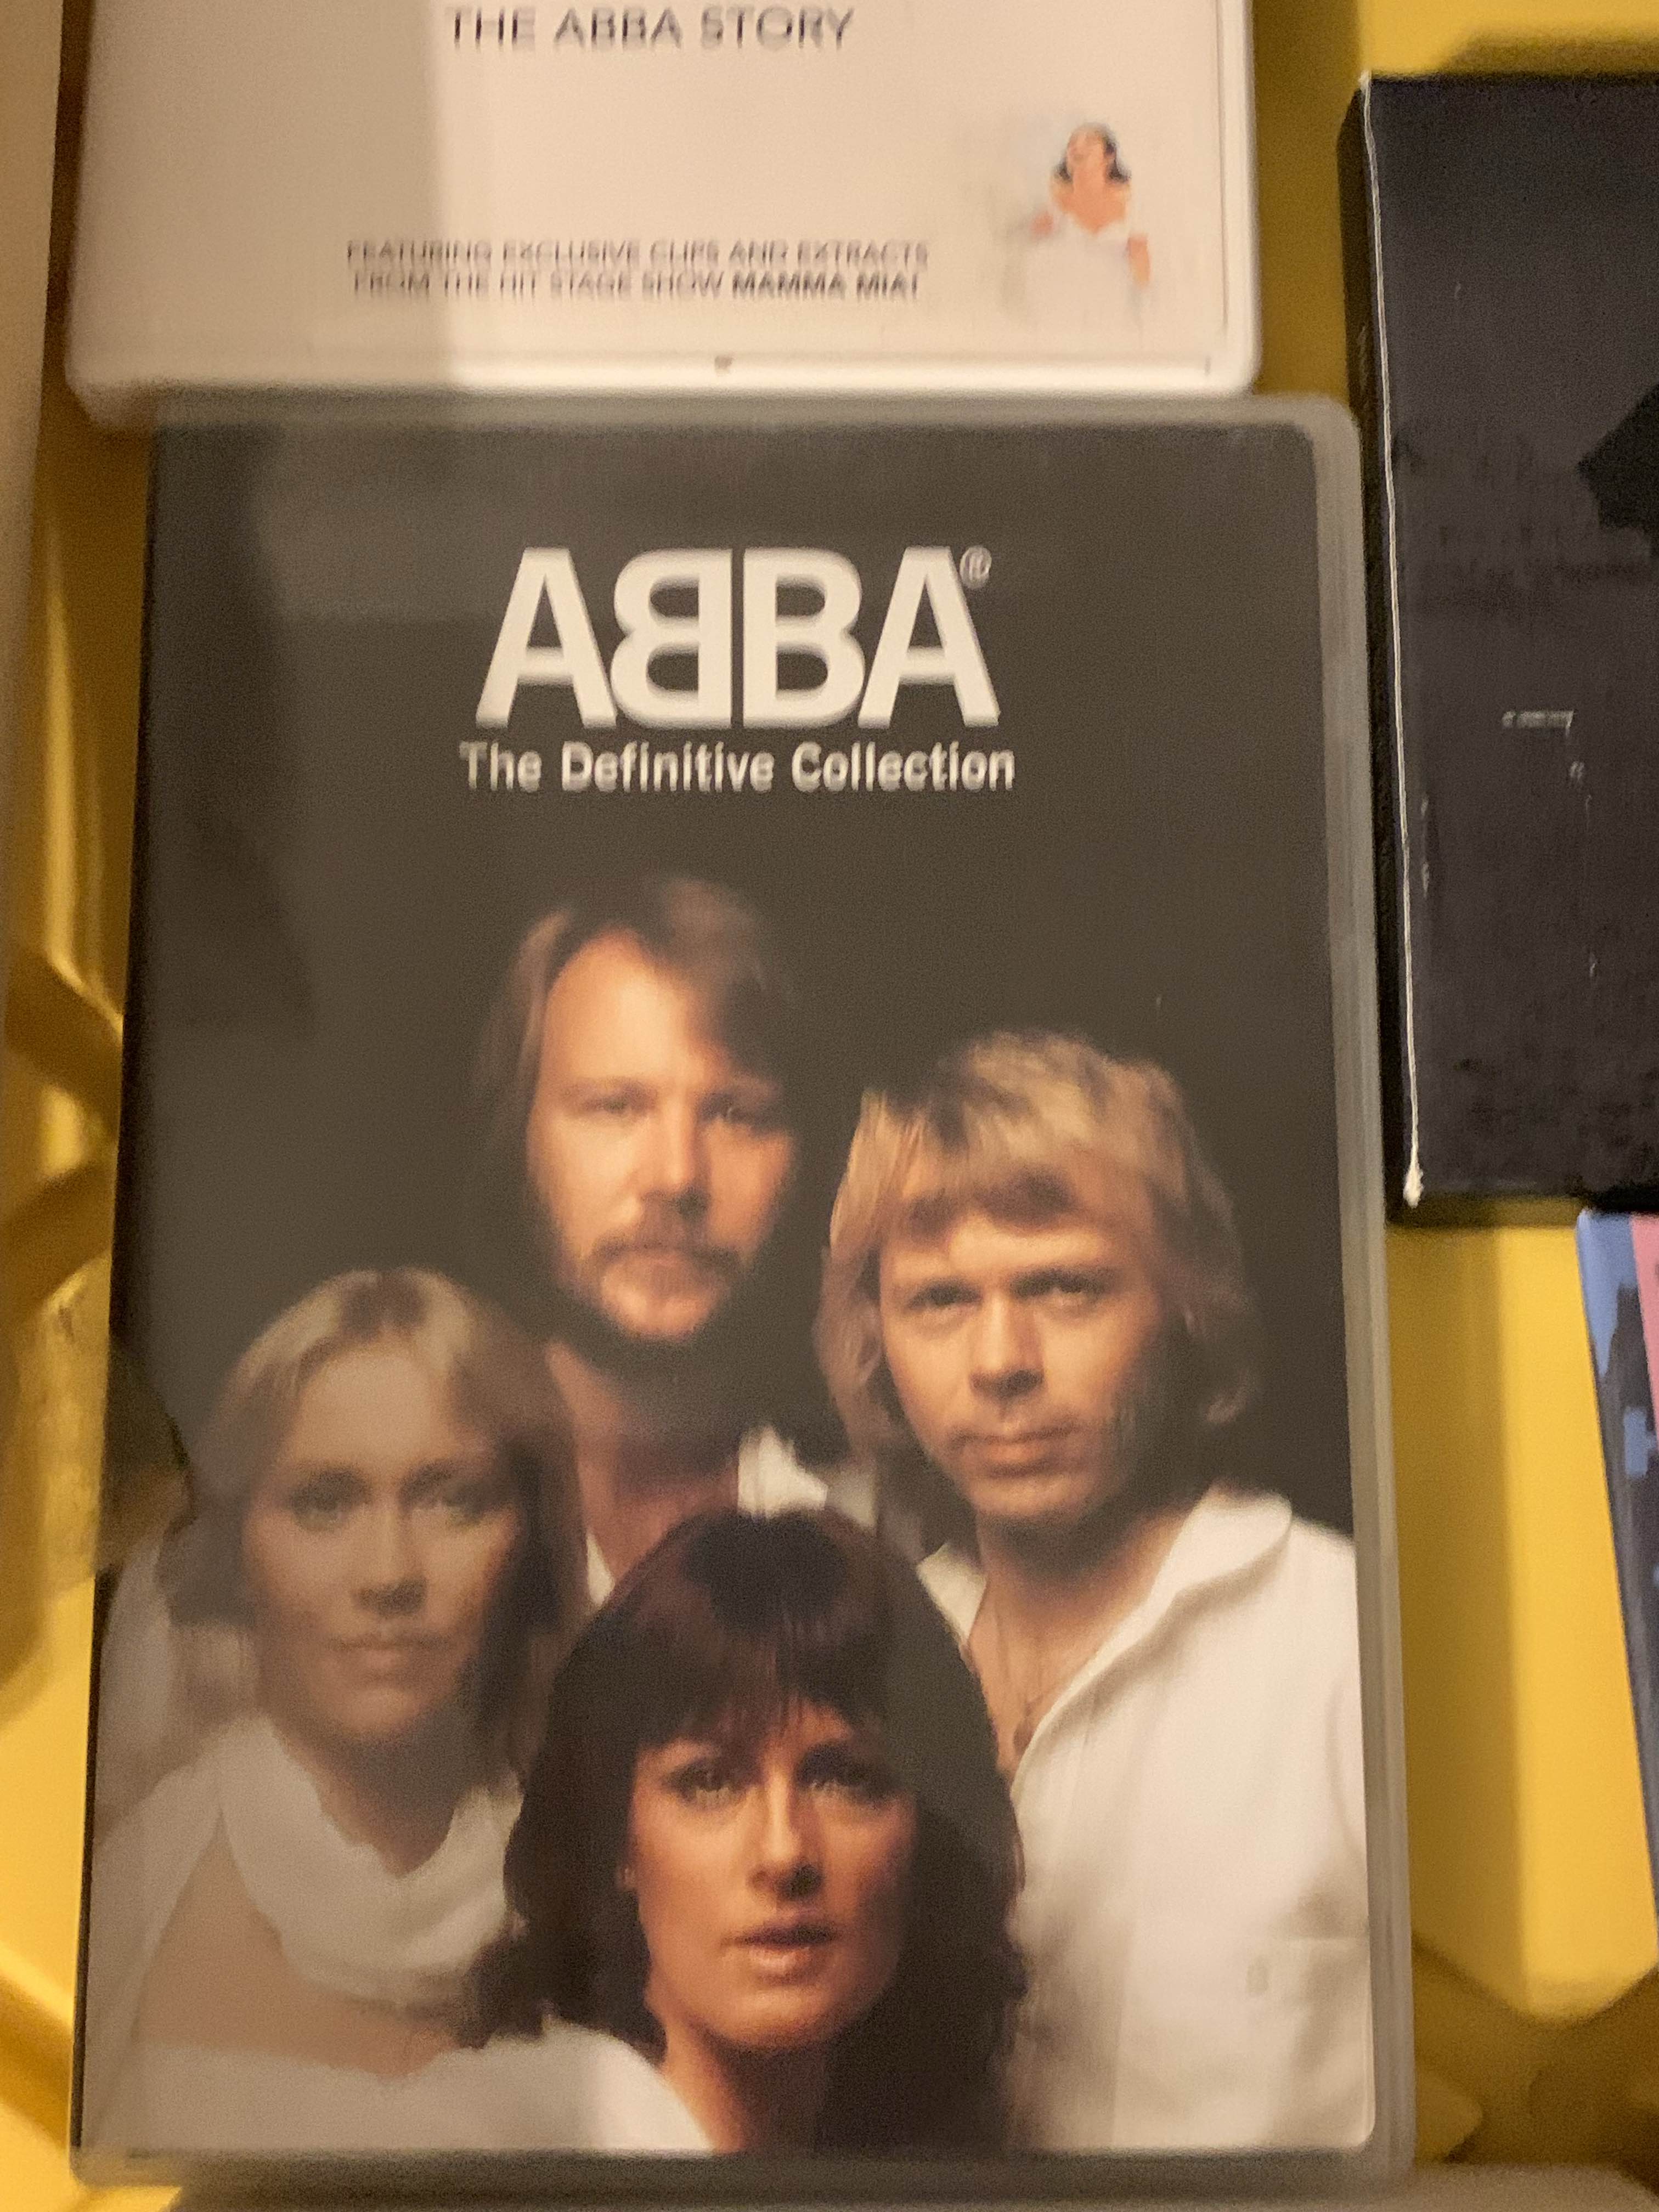 THE ABBA STORY
FEATURING EXCLUSIVE CLIPS AND EXTRACTS
FROM THE HIT STAGE SHOW MAMMA MIA!
ABBA®
The Definitive Collection